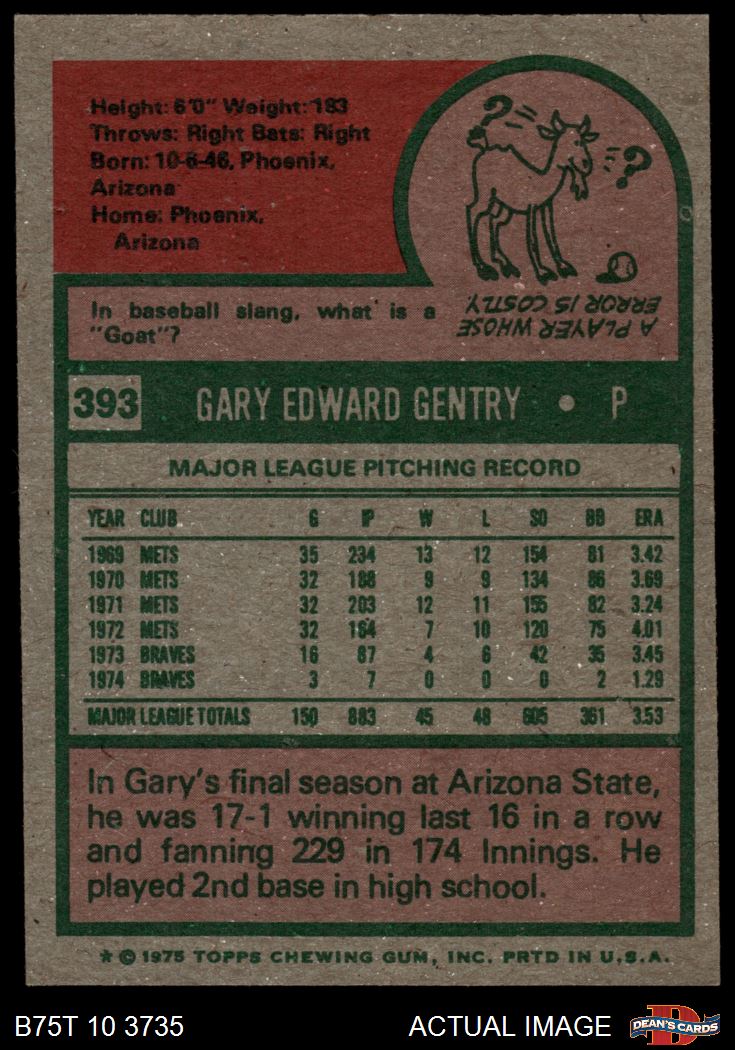 Height: 6'0" Weight: 183
Throws: Right Bats: Right
Born: 10-6-46, Phoenix,
Arizona
Home: Phoenix,
Arizona
? ?
In baseball slang, what is a
"Goat"?
A PLAYER WHOSE
ERROR IS COSTLY.
393 GARY EDWARD GENTRY • P
MAJOR LEAGUE PITCHING RECORD
YEAR CLUB G IP W L SO BB ERA
1969 METS 35 234 13 12 154 81 3.42
1970 METS 32 188 9 9 134 86 3.69
1971 METS 32 203 12 11 155 82 3.24
1972 METS 32 164 7 10 120 75 4.01
1973 BRAVES 16 87 4 6 42 35 3.45
1974 BRAVES 3 7 0 0 0 2 1.29
MAJOR LEAGUE TOTALS 150 883 45 48 605 361 3.53
In Gary's final season at Arizona State,
he was 17-1 winning last 16 in a row
and fanning 229 in 174 Innings. He
played 2nd base in high school.
* © 1975 TOPPS CHEWING GUM, INC. PRTD IN U.S.A.
B75T 10 3735 ACTUAL IMAGE D DEAN'S CARDS